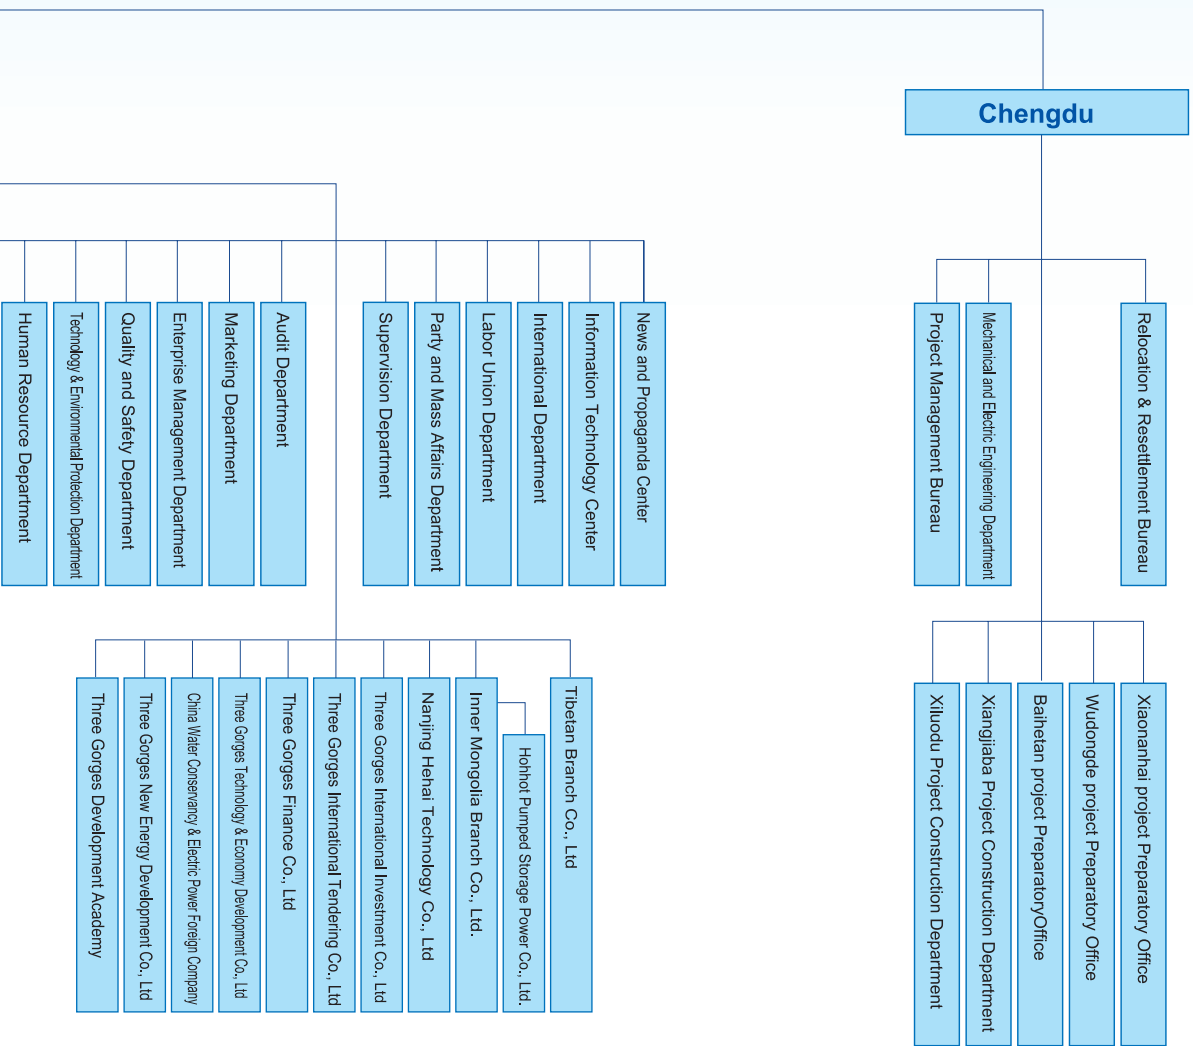 Chengdu
Human Resource Department
Technology & Environmental Protection Department
Quality and Safety Department
Enterprise Management Department
Marketing Department
Audit Department
Supervision Department
Party and Mass Affairs Department
Labor Union Department
International Department
Information Technology Center
News and Propaganda Center
Project Management Bureau
Mechanical and Electric Engineering Department
Relocation & Resettlement Bureau
Three Gorges Development Academy
Three Gorges New Energy Development Co., Ltd
China Water Conservancy & Electric Power Foreign Company
Three Gorges Technology & Economy Development Co., Ltd
Three Gorges Finance Co., Ltd
Three Gorges International Tendering Co., Ltd
Three Gorges International Investment Co., Ltd
Nanjing Hehai Technology Co., Ltd
Inner Mongolia Branch Co., Ltd.
Hohhot Pumped Storage Power Co., Ltd.
Tibetan Branch Co., Ltd
Xiluodu Project Construction Department
Xiangjiaba Project Construction Department
Baihetan project PreparatoryOffice
Wudongde project Preparatory Office
Xiaonanhai project Preparatory Office